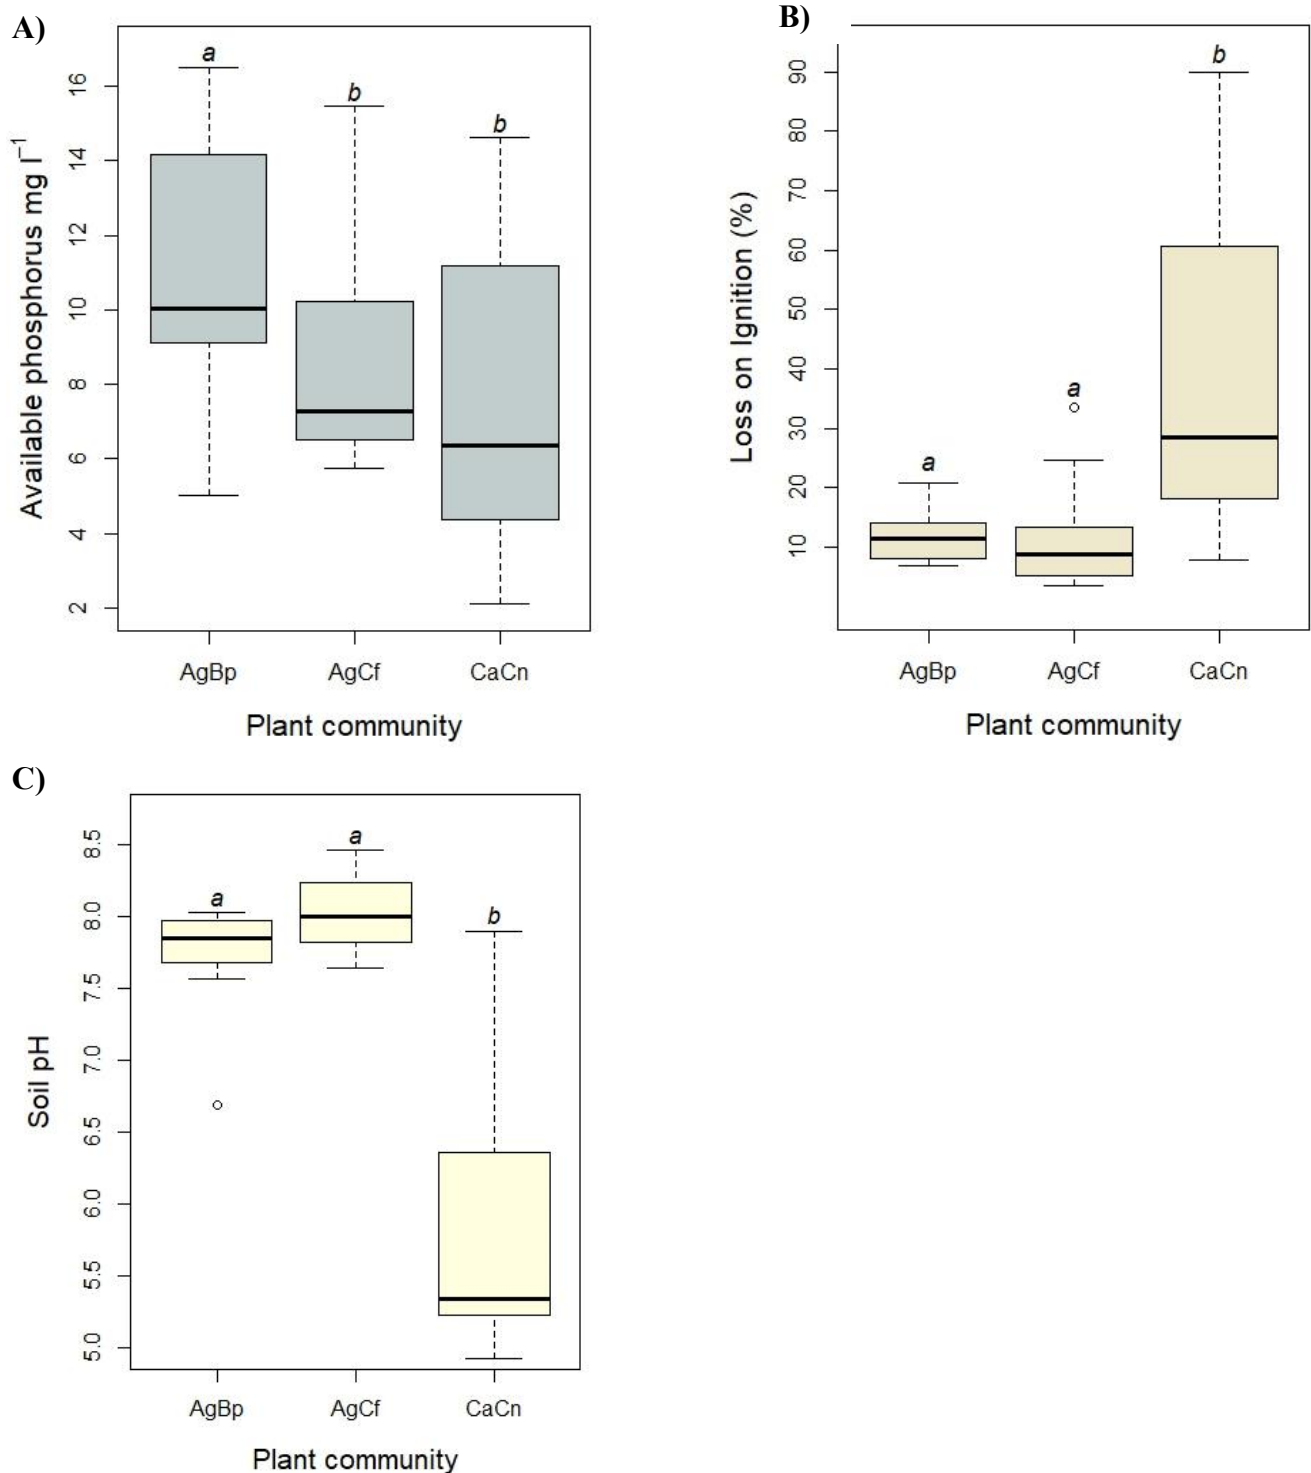 A)
Available phosphorus mg l⁻¹
16
14
12
10
8
6
4
2
a
b
b
AgBp
AgCf
CaCn
Plant community
B)
Loss on Ignition (%)
90
80
70
60
50
40
30
20
10
a
a
b
AgBp
AgCf
CaCn
Plant community
C)
Soil pH
8.5
8.0
7.5
7.0
6.5
6.0
5.5
5.0
a
a
b
AgBp
AgCf
CaCn
Plant community